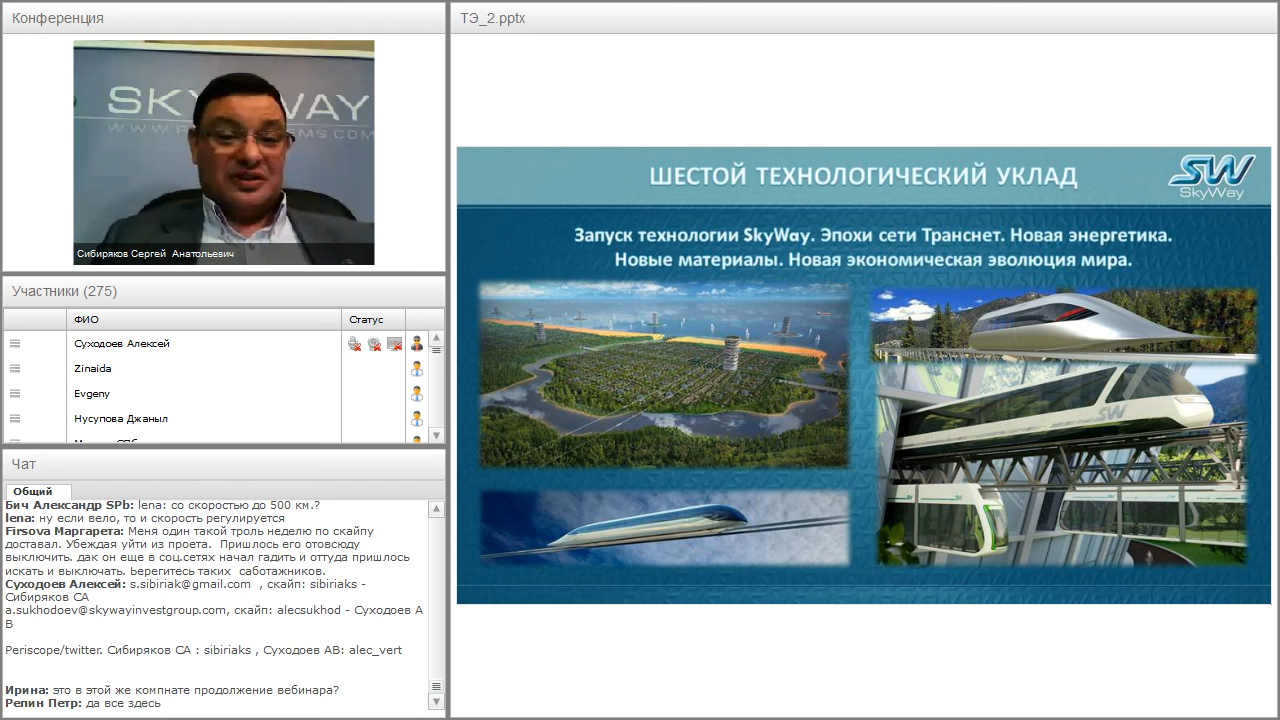 Конференция
SKYWAY
Сибиряков Сергей Анатольевич
Участники (275)
ФИО
Статус
Суходоев Алексей
Zinaida
Evgeny
Нусупова Джаныл
Чат
Общий
Бич Александр SPb: lena: со скоростью до 500 км.?
lena: ну если вело, то и скорость регулируется
Firsova Маргарета: Меня один такой троль неделю по скайпу
доставал. Убеждая уйти из проета. Пришлось его отовсюду
выключить, дак он еще в соц.сетях начал гадить и оттуда пришлось
искать и выключать. Берегитесь таких саботажников.
Суходоев Алексей: s.sibiriak@gmail.com , скайп: sibiriaks -
Сибиряков СА
a.sukhodoev@skywayinvestgroup.com, скайп: alecsukhod - Суходоев А
В
Periscope/twitter. Сибиряков СА : sibiriaks , Суходоев АВ: alec_vert
Ирина: это в этой же компнете продолжение вебинара?
Репин Петр: да все здесь
ТЭ_2.pptx
ШЕСТОЙ ТЕХНОЛОГИЧЕСКИЙ УКЛАД
SW
SkyWay
Запуск технологии SkyWay. Эпохи сети Транснет. Новая энергетика.
Новые материалы. Новая экономическая эволюция мира.
SW